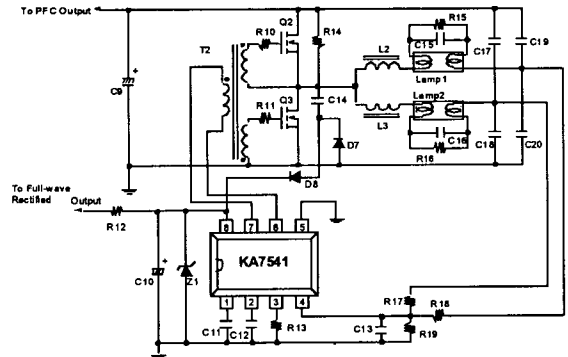 To PFC Output
R15
R10
Q2
R14
C15
C17
C19
T2
L2
Lamp1
C9
R11
Q3
C14
Lamp2
D7
L3
C16
C18
C20
R16
D8
To Full-wave
Rectified
Output
R12
8 7 6 5
KA7541
C10
Z1
1 2 3 4
R17
R18
C11
C12
R13
C13
R19